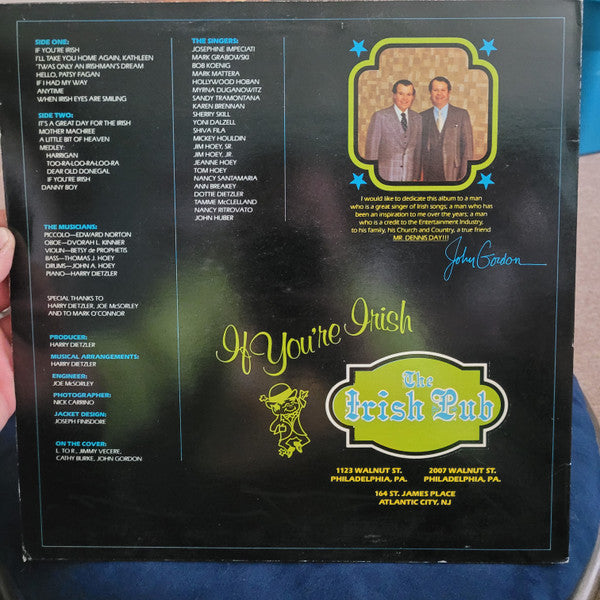 SIDE ONE:
IF YOU'RE IRISH
I'LL TAKE YOU HOME AGAIN, KATHLEEN
'TWAS ONLY AN IRISHMAN'S DREAM
HELLO, PATSY FAGAN
IF I HAD MY WAY
ANYTIME
WHEN IRISH EYES ARE SMILING
SIDE TWO:
IT'S A GREAT DAY FOR THE IRISH
MOTHER MACHREE
A LITTLE BIT OF HEAVEN
MEDLEY:
HARRIGAN
TOO-RA-LOO-RA-LOO-RA
DEAR OLD DONEGAL
IF YOU'RE IRISH
DANNY BOY
THE MUSICIANS:
PICCOLO—EDWARD NORTON
OBOE—DVORAH L. KINNIER
VIOLIN—BETSY de PROPHETIS
BASS—THOMAS J. HOEY
DRUMS—JOHN A. HOEY
PIANO—HARRY DIETZLER
SPECIAL THANKS TO
HARRY DIETZLER, JOE McSORLEY
AND TO MARK O'CONNOR
PRODUCER:
HARRY DIETZLER
MUSICAL ARRANGEMENTS:
HARRY DIETZLER
ENGINEER:
JOE McSORLEY
PHOTOGRAPHER:
NICK CARRINO
JACKET DESIGN:
JOSEPH FINISDORE
ON THE COVER:
L. TO R., JIMMY VECERE,
CATHY BURKE, JOHN GORDON
THE SINGERS:
JOSEPHINE IMPECIATI
MARK GRABOWSKI
BOB KOENIG
MARK MATTERA
HOLLYWOOD HOBAN
MYRNA DUGANOWITZ
SANDY TRAMONTANA
KAREN BRENNAN
SHERRY SKILL
YONI DALZELL
SHIVA FILA
MICKEY HOULDIN
JIM HOEY, SR.
JIM HOEY, JR.
JEANNE HOEY
TOM HOEY
NANCY SANTAMARIA
ANN BREAKEY
DOTTIE DIETZLER
TAMMIE McCLELLAND
NANCY RITROVATO
JOHN HUBER
I would like to dedicate this album to a man
who is a great singer of Irish songs; a man who has
been an inspiration to me over the years; a man
who is a credit to the Entertainment Industry,
to his family, his Church and Country, a true friend
MR. DENNIS DAY!!!
John Gordon
If You're Irish
The
Irish Pub
1123 WALNUT ST.
PHILADELPHIA, PA.
2007 WALNUT ST.
PHILADELPHIA, PA.
164 ST. JAMES PLACE
ATLANTIC CITY, NJ